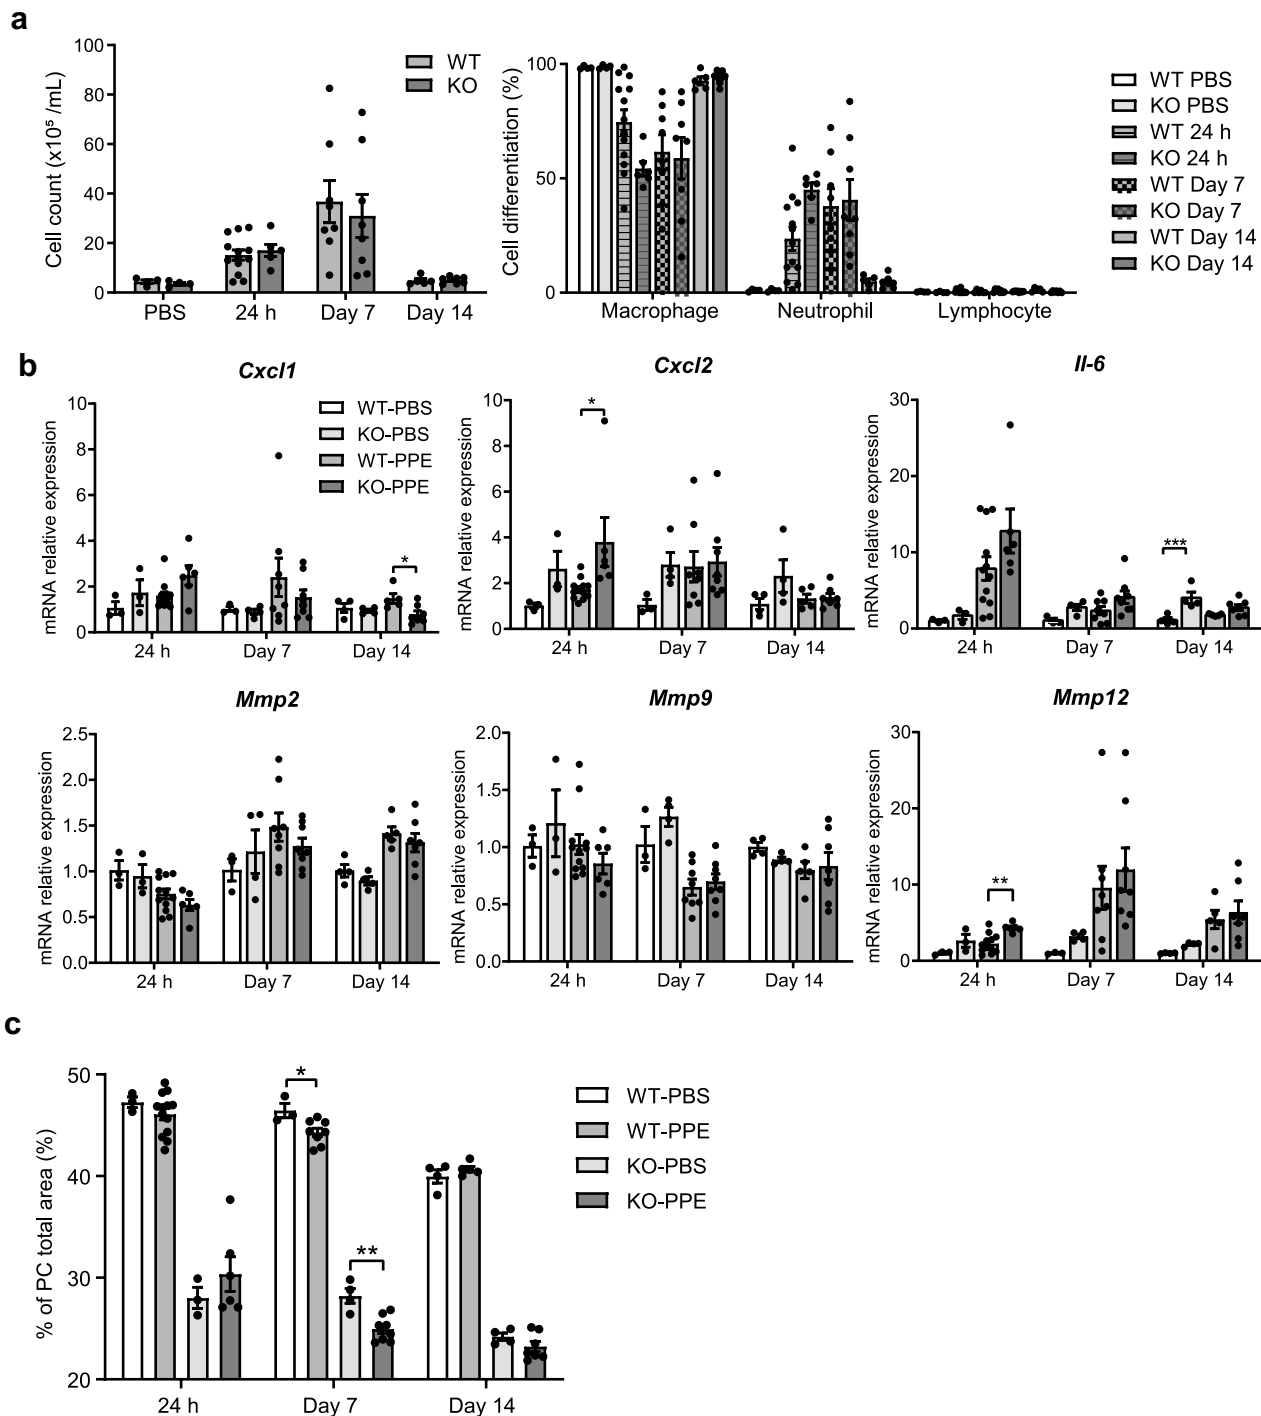 a
Cell count (x10⁵ /mL)
100
80
60
40
20
0
PBS 24 h Day 7 Day 14
WT
KO
Cell differentiation (%)
100
50
0
Macrophage Neutrophil Lymphocyte
WT PBS
KO PBS
WT 24 h
KO 24 h
WT Day 7
KO Day 7
WT Day 14
KO Day 14
b
Cxcl1
mRNA relative expression
10
8
6
4
2
0
24 h Day 7 Day 14
WT-PBS
KO-PBS
WT-PPE
KO-PPE
*
Cxcl2
mRNA relative expression
10
8
6
4
2
0
24 h Day 7 Day 14
*
Il-6
mRNA relative expression
30
20
10
0
24 h Day 7 Day 14
***
Mmp2
mRNA relative expression
2.5
2.0
1.5
1.0
0.5
0.0
24 h Day 7 Day 14
Mmp9
mRNA relative expression
2.0
1.5
1.0
0.5
0.0
24 h Day 7 Day 14
Mmp12
mRNA relative expression
30
20
10
0
24 h Day 7 Day 14
**
c
% of PC total area (%)
50
40
30
20
24 h Day 7 Day 14
*
**
WT-PBS
WT-PPE
KO-PBS
KO-PPE